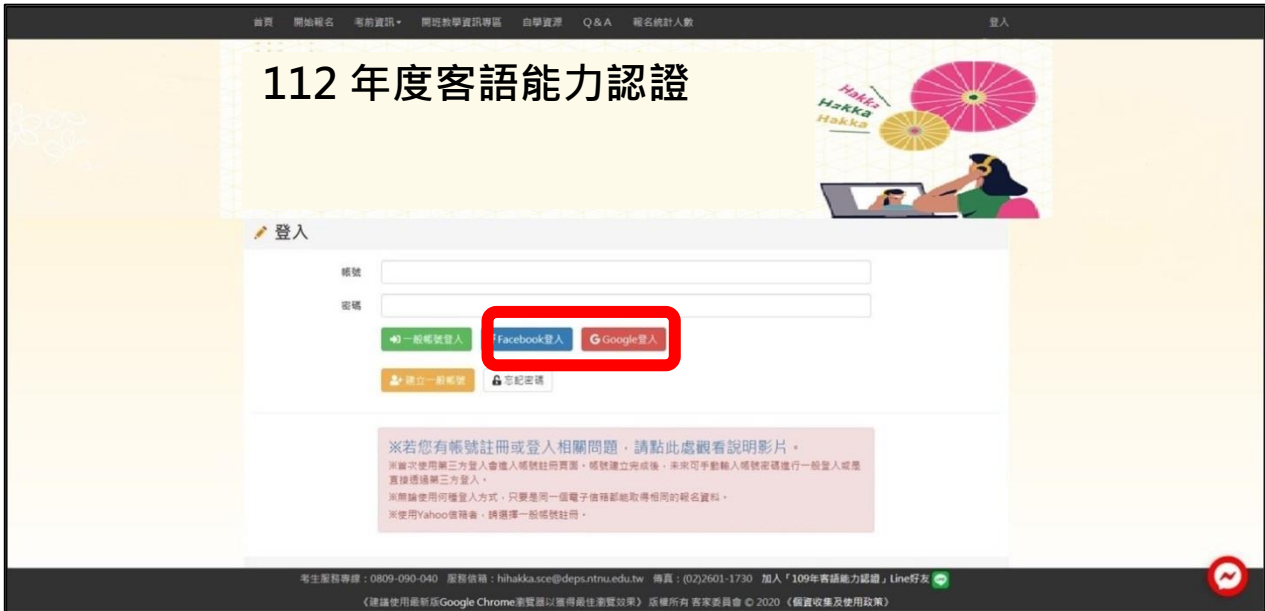 首頁 開始報名 考前資訊 開班教學資訊專區 自學資源 Q&A 報名統計人數 登入
112 年度客語能力認證
Hakka
Hakka
Hakka
登入
帳號
密碼
一般帳號登入 Facebook登入 Google登入
建立一般帳號 忘記密碼
※若您有帳號註冊或登入相關問題，請點此處觀看說明影片。
※首次使用第三方登入會進入帳號註冊頁面。帳號建立完成後，未來可手動輸入帳號密碼進行一般登入或是
直接透過第三方登入。
※無論使用何種登入方式，只要是同一個電子信箱都能取得相同的報名資料。
※使用Yahoo信箱者，請選擇一般帳號註冊。
考生服務專線：0809-090-040 服務信箱：hihakka.sce@deps.ntnu.edu.tw 傳真：(02)2601-1730 加入「109年客語能力認證」Line好友
《建議使用最新版Google Chrome瀏覽器以獲得最佳瀏覽效果》 版權所有 客家委員會 © 2020 《個資收集及使用政策》